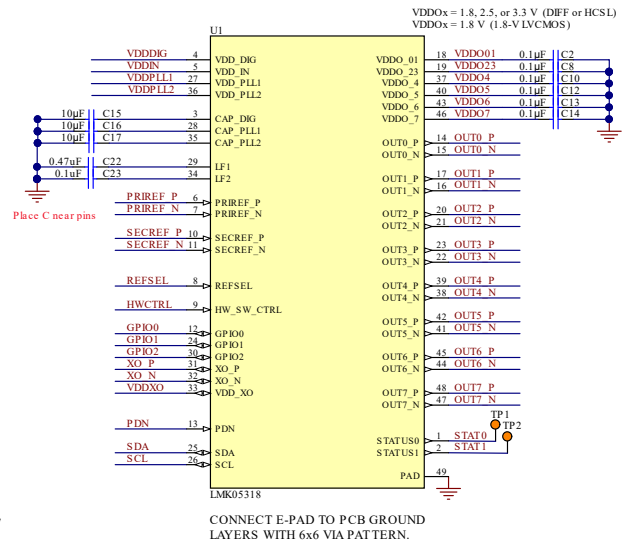 VDDOx = 1.8, 2.5, or 3.3 V (DIFF or HCSL)
VDDOx = 1.8 V (1.8-V LVCMOS)
U1
VDDDIG 4 VDD_DIG
VDDIN 5 VDD_IN
VDDPLL1 27 VDD_PLL1
VDDPLL2 36 VDD_PLL2
10µF C15 3 CAP_DIG
10µF C16 28 CAP_PLL1
10µF C17 35 CAP_PLL2
0.47uF C22 29 LF1
0.1uF C23 34 LF2
Place C near pins
PRIREF_P 6 PRIREF_P
PRIREF_N 7 PRIREF_N
SECREF_P 10 SECREF_P
SECREF_N 11 SECREF_N
REFSEL 8 REFSEL
HWCTRL 9 HW_SW_CTRL
GPIO0 12 GPIO0
GPIO1 24 GPIO1
GPIO2 30 GPIO2
XO_P 31 XO_P
XO_N 32 XO_N
VDDXO 33 VDD_XO
PDN 13 PDN
SDA 25 SDA
SCL 26 SCL
VDDO_01 18 VDDO01 0.1µF C2
VDDO_23 19 VDDO23 0.1µF C8
VDDO_4 37 VDDO4 0.1µF C10
VDDO_5 40 VDDO5 0.1µF C12
VDDO_6 43 VDDO6 0.1µF C13
VDDO_7 46 VDDO7 0.1µF C14
OUT0_P 14 OUT0_P
OUT0_N 15 OUT0_N
OUT1_P 17 OUT1_P
OUT1_N 16 OUT1_N
OUT2_P 20 OUT2_P
OUT2_N 21 OUT2_N
OUT3_P 23 OUT3_P
OUT3_N 22 OUT3_N
OUT4_P 39 OUT4_P
OUT4_N 38 OUT4_N
OUT5_P 42 OUT5_P
OUT5_N 41 OUT5_N
OUT6_P 45 OUT6_P
OUT6_N 44 OUT6_N
OUT7_P 48 OUT7_P
OUT7_N 47 OUT7_N
TP1
TP2
STATUS0 1 STAT0
STATUS1 2 STAT1
PAD 49
LMK05318
CONNECT E-PAD TO PCB GROUND
LAYERS WITH 6x6 VIA PATTERN.